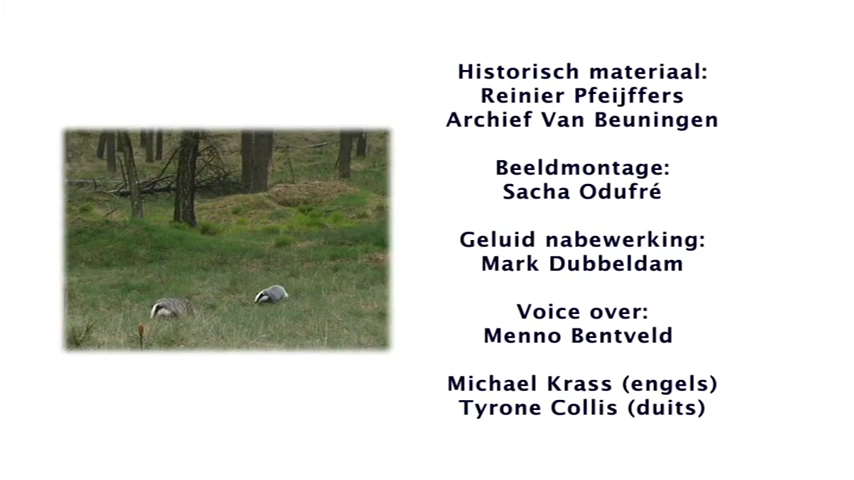 Historisch materiaal:
Reinier Pfeijffers
Archief Van Beuningen
Beeldmontage:
Sacha Odufré
Geluid nabewerking:
Mark Dubbeldam
Voice over:
Menno Bentveld
Michael Krass (engels)
Tyrone Collis (duits)